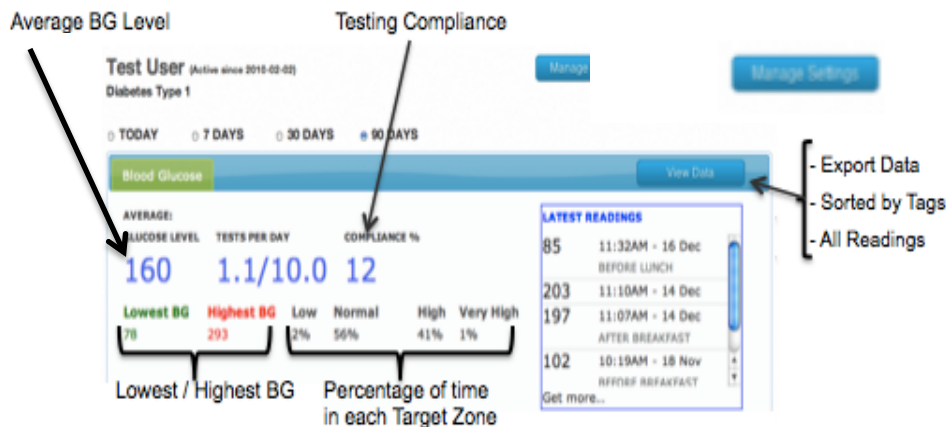 Average BG Level
Testing Compliance
Test User (Active since 2010-02-02)
Manage
Manage Settings
Diabetes Type 1
TODAY 7 DAYS 30 DAYS 90 DAYS
Blood Glucose
View Data
- Export Data
- Sorted by Tags
- All Readings
AVERAGE:
GLUCOSE LEVEL TESTS PER DAY COMPLIANCE %
160 1.1/10.0 12
Lowest BG Highest BG Low Normal High Very High
78 293 2% 56% 41% 1%
LATEST READINGS
85 11:32AM - 16 Dec
BEFORE LUNCH
203 11:10AM - 14 Dec
197 11:07AM - 14 Dec
AFTER BREAKFAST
102 10:19AM - 18 Nov
BEFORE BREAKFAST
Get more..
Lowest / Highest BG
Percentage of time
in each Target Zone